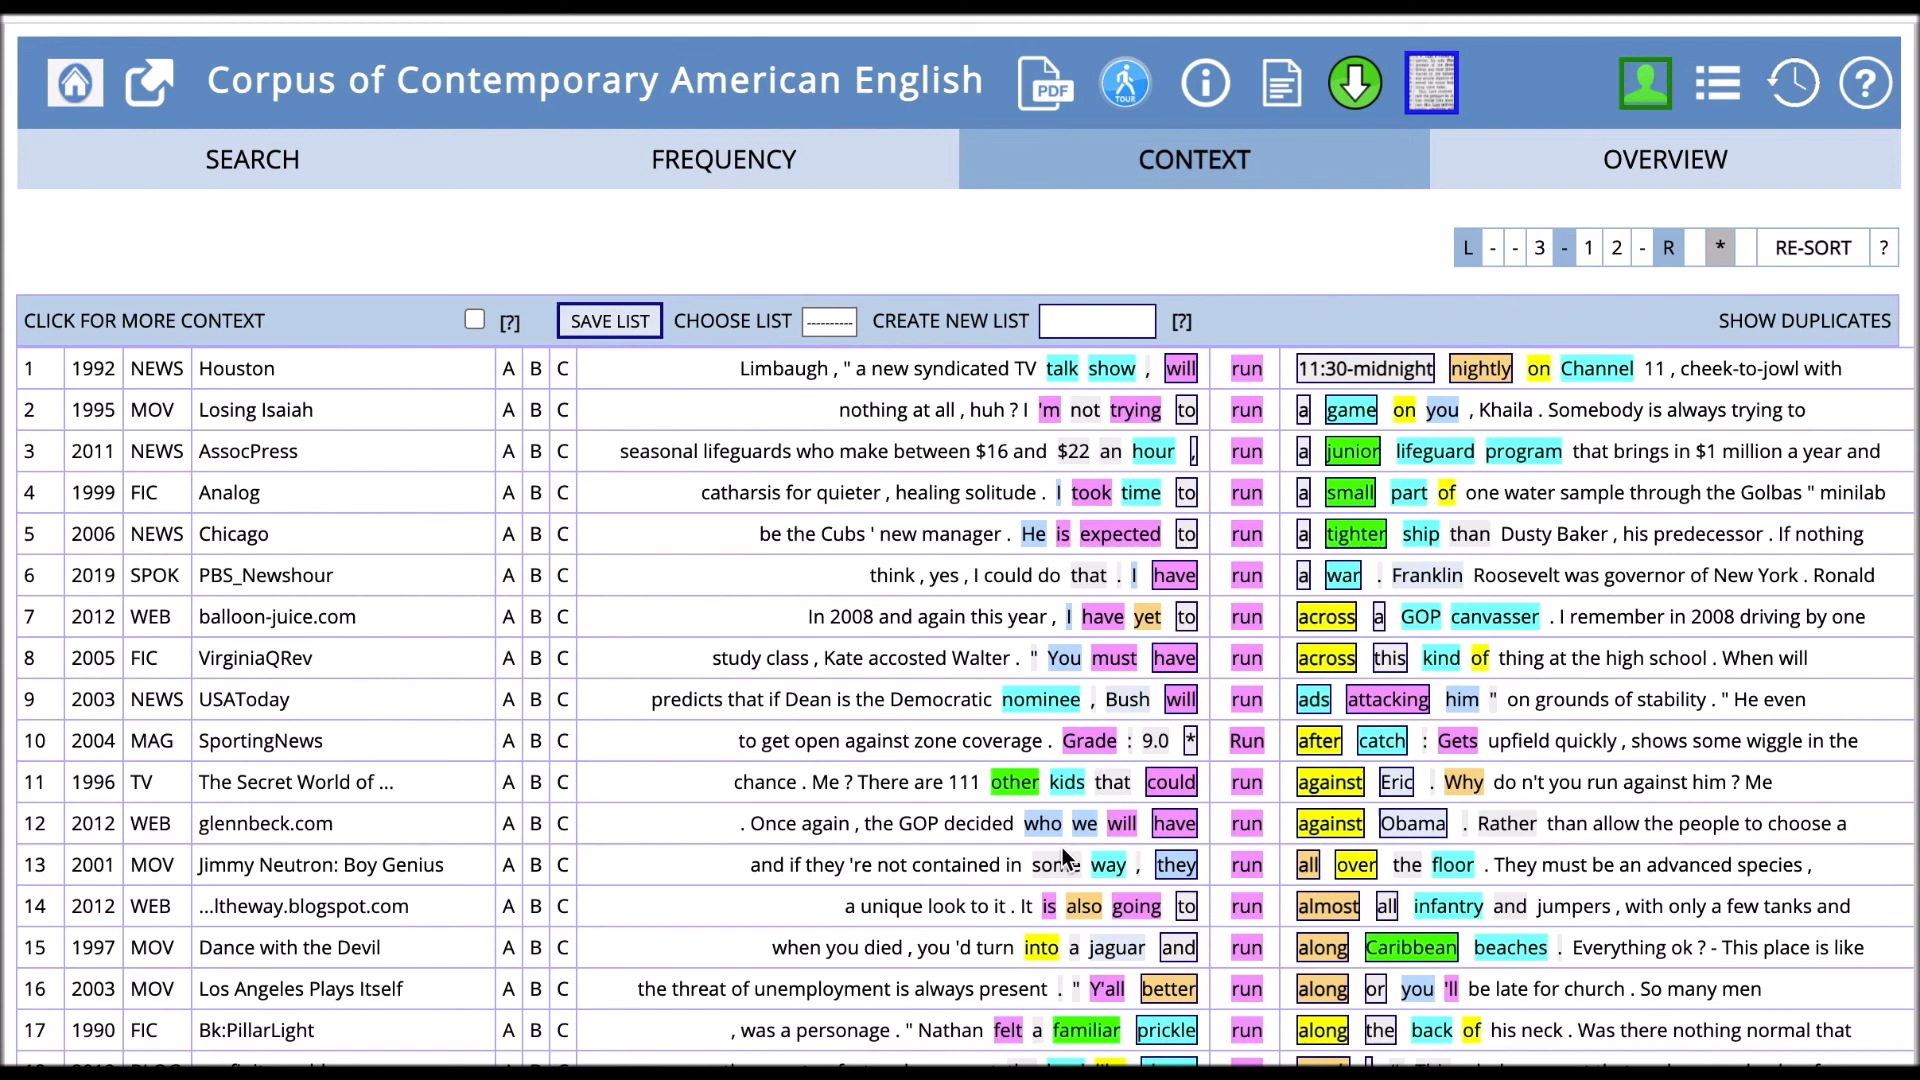 Corpus of Contemporary American English PDF TOUR
SEARCH FREQUENCY CONTEXT OVERVIEW
L - - 3 - 1 2 - R * RE-SORT ?
CLICK FOR MORE CONTEXT [?] SAVE LIST CHOOSE LIST ---------- CREATE NEW LIST [?] SHOW DUPLICATES
1 1992 NEWS Houston A B C Limbaugh , " a new syndicated TV talk show , will run 11:30-midnight nightly on Channel 11 , cheek-to-jowl with
2 1995 MOV Losing Isaiah A B C nothing at all , huh ? I 'm not trying to run a game on you , Khaila . Somebody is always trying to
3 2011 NEWS AssocPress A B C seasonal lifeguards who make between $16 and $22 an hour , run a junior lifeguard program that brings in $1 million a year and
4 1999 FIC Analog A B C catharsis for quieter , healing solitude . I took time to run a small part of one water sample through the Golbas " minilab
5 2006 NEWS Chicago A B C be the Cubs ' new manager . He is expected to run a tighter ship than Dusty Baker , his predecessor . If nothing
6 2019 SPOK PBS_Newshour A B C think , yes , I could do that . I have run a war . Franklin Roosevelt was governor of New York . Ronald
7 2012 WEB balloon-juice.com A B C In 2008 and again this year , I have yet to run across a GOP canvasser . I remember in 2008 driving by one
8 2005 FIC VirginiaQRev A B C study class , Kate accosted Walter . " You must have run across this kind of thing at the high school . When will
9 2003 NEWS USAToday A B C predicts that if Dean is the Democratic nominee , Bush will run ads attacking him " on grounds of stability . " He even
10 2004 MAG SportingNews A B C to get open against zone coverage . Grade : 9.0 * Run after catch : Gets upfield quickly , shows some wiggle in the
11 1996 TV The Secret World of ... A B C chance . Me ? There are 111 other kids that could run against Eric . Why do n't you run against him ? Me
12 2012 WEB glennbeck.com A B C . Once again , the GOP decided who we will have run against Obama . Rather than allow the people to choose a
13 2001 MOV Jimmy Neutron: Boy Genius A B C and if they 're not contained in some way , they run all over the floor . They must be an advanced species ,
14 2012 WEB ...ltheway.blogspot.com A B C a unique look to it . It is also going to run almost all infantry and jumpers , with only a few tanks and
15 1997 MOV Dance with the Devil A B C when you died , you 'd turn into a jaguar and run along Caribbean beaches . Everything ok ? - This place is like
16 2003 MOV Los Angeles Plays Itself A B C the threat of unemployment is always present . " Y'all better run along or you 'll be late for church . So many men
17 1990 FIC Bk:PillarLight A B C , was a personage . " Nathan felt a familiar prickle run along the back of his neck . Was there nothing normal that